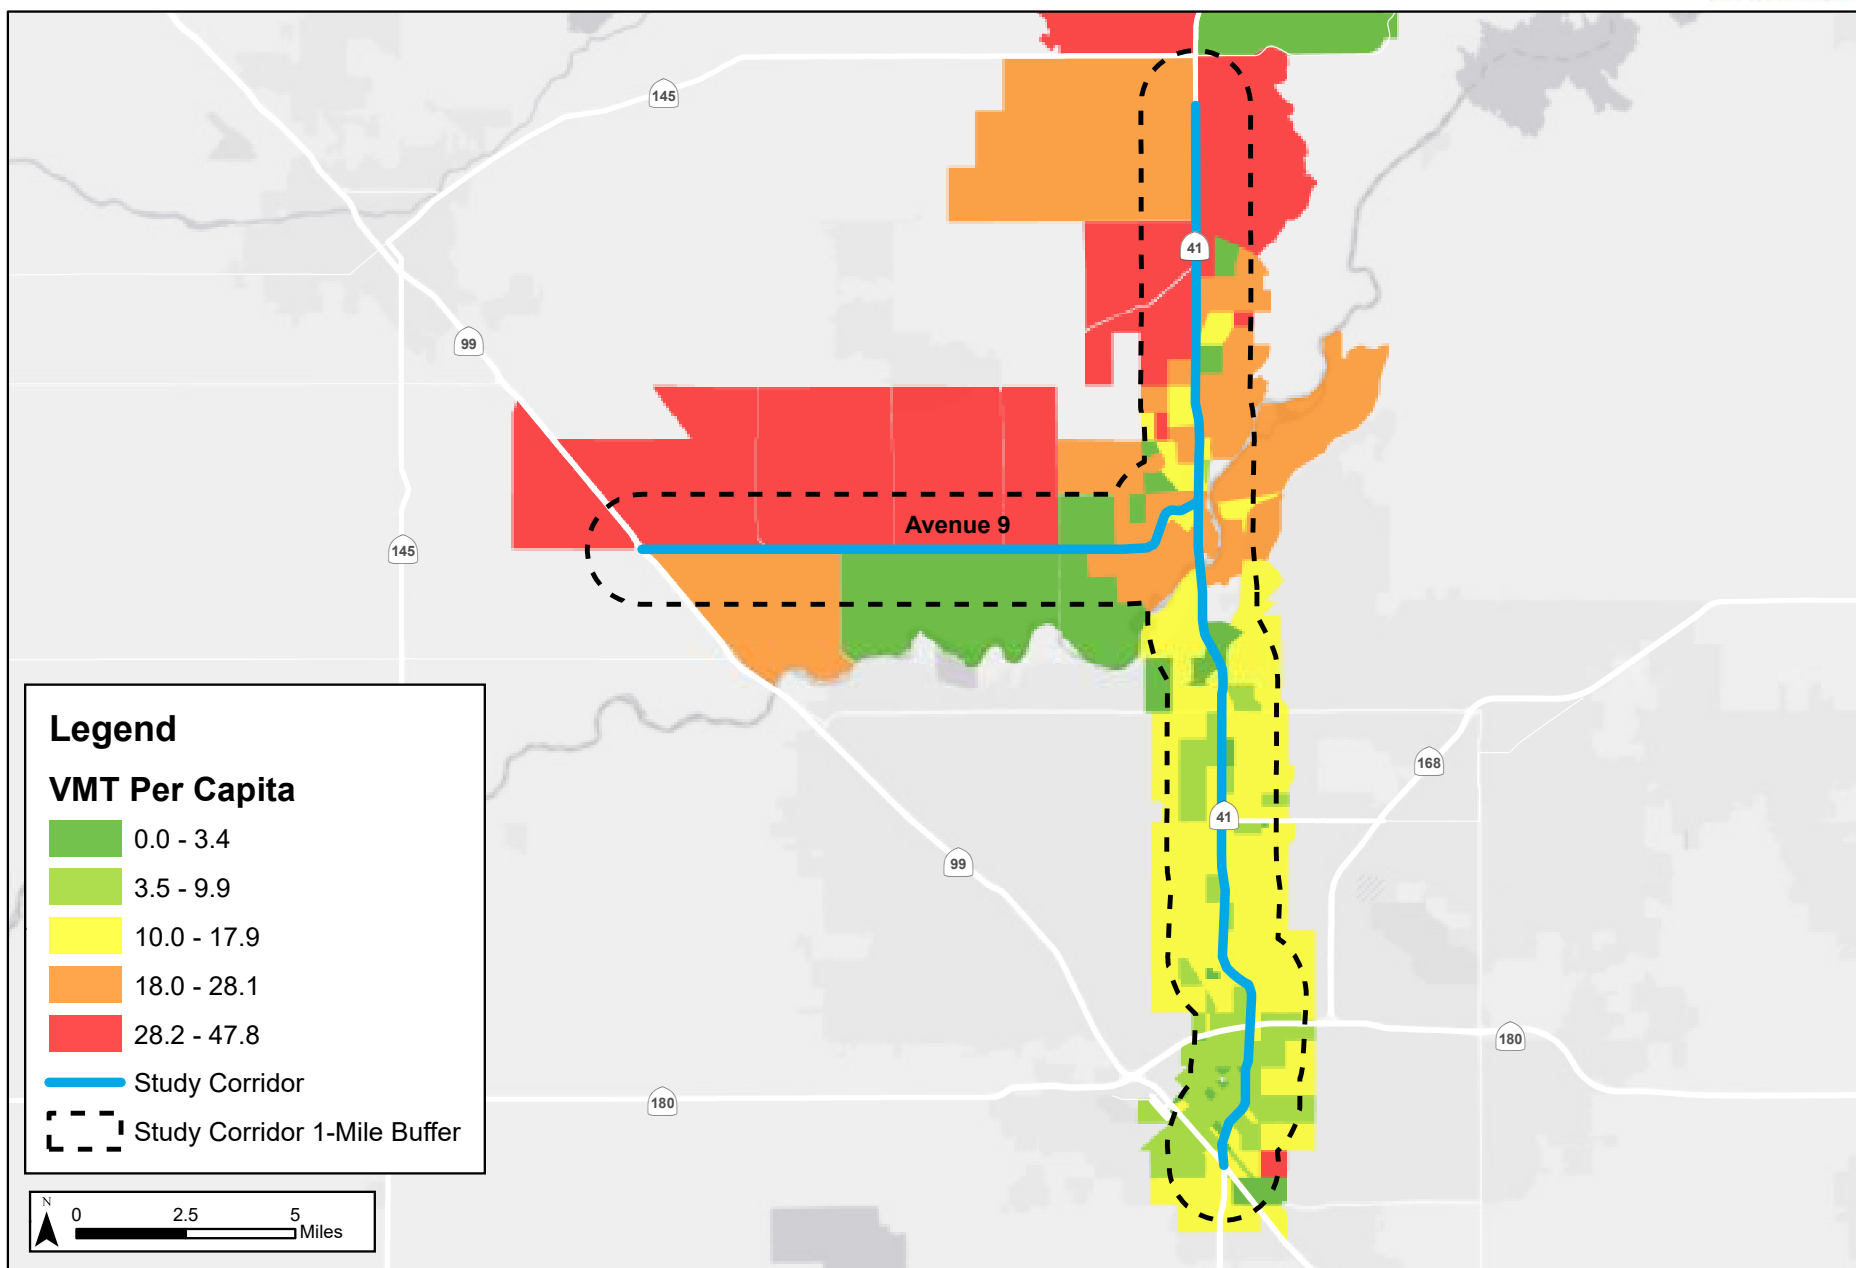 145
41
99
Avenue 9
145
168
41
99
180
180
Legend
VMT Per Capita
0.0 - 3.4
3.5 - 9.9
10.0 - 17.9
18.0 - 28.1
28.2 - 47.8
Study Corridor
Study Corridor 1-Mile Buffer
N
0 2.5 5
Miles